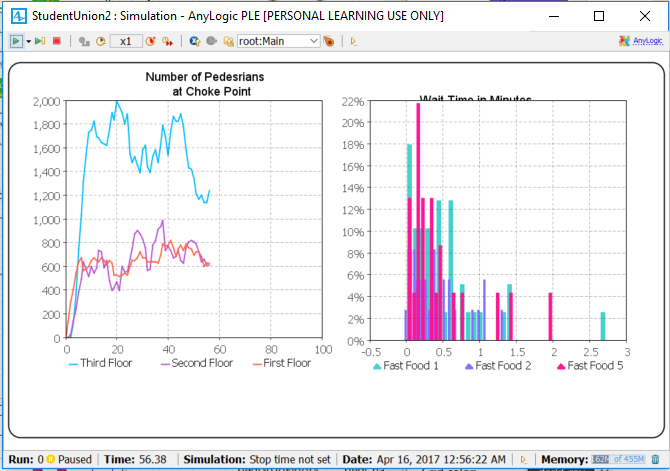 StudentUnion2 : Simulation - AnyLogic PLE [PERSONAL LEARNING USE ONLY]
x1
root:Main
AnyLogic
Number of Pedesrians
at Choke Point
2,000
1,800
1,600
1,400
1,200
1,000
800
600
400
200
0
0 20 40 60 80 100
Third Floor Second Floor First Floor
Wait Time in Minutes
22%
20%
18%
16%
14%
12%
10%
8%
6%
4%
2%
0%
-0.5 0 0.5 1 1.5 2 2.5 3
Fast Food 1 Fast Food 2 Fast Food 5
Run: 0 Paused Time: 56.38 Simulation: Stop time not set Date: Apr 16, 2017 12:56:22 AM Memory: of 455M